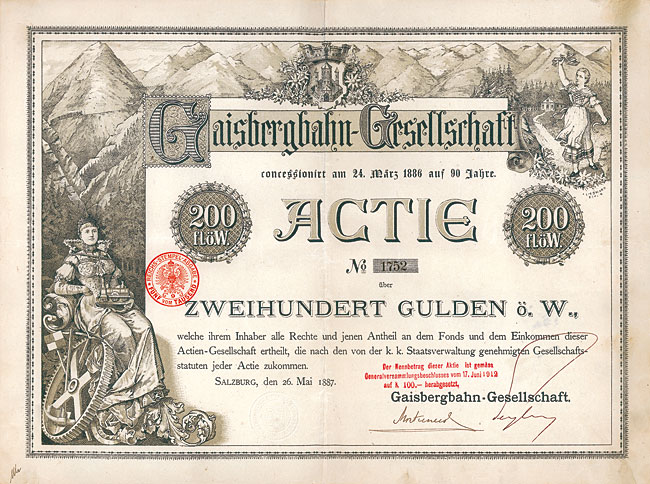 Gaisbergbahn-Gesellschaft
concessionirt am 24. März 1886 auf 90 Jahre.
200
fl.ö.W.
ACTIE
200
fl.ö.W.
No 1752
über
ZWEIHUNDERT GULDEN ö. W.,
welche ihrem Inhaber alle Rechte und jenen Antheil an dem Fonds und dem Einkommen dieser
Actien-Gesellschaft ertheilt, die nach den von der k. k. Staatsverwaltung genehmigten Gesellschafts-
statuten jeder Actie zukommen.
SALZBURG, den 26. Mai 1887.
Der Nennbetrag dieser Aktie ist gemäss
Generalversammlungsbeschlusses vom 17. Juni 1912
auf K 100.— herabgesetzt.
Gaisbergbahn-Gesellschaft.